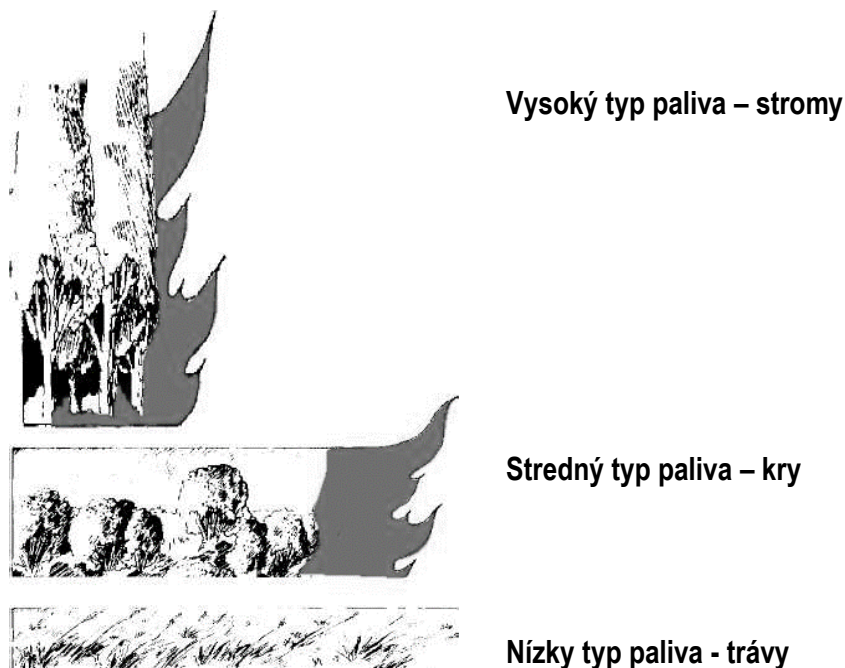 Vysoký typ paliva – stromy
Stredný typ paliva – kry
Nízky typ paliva - trávy